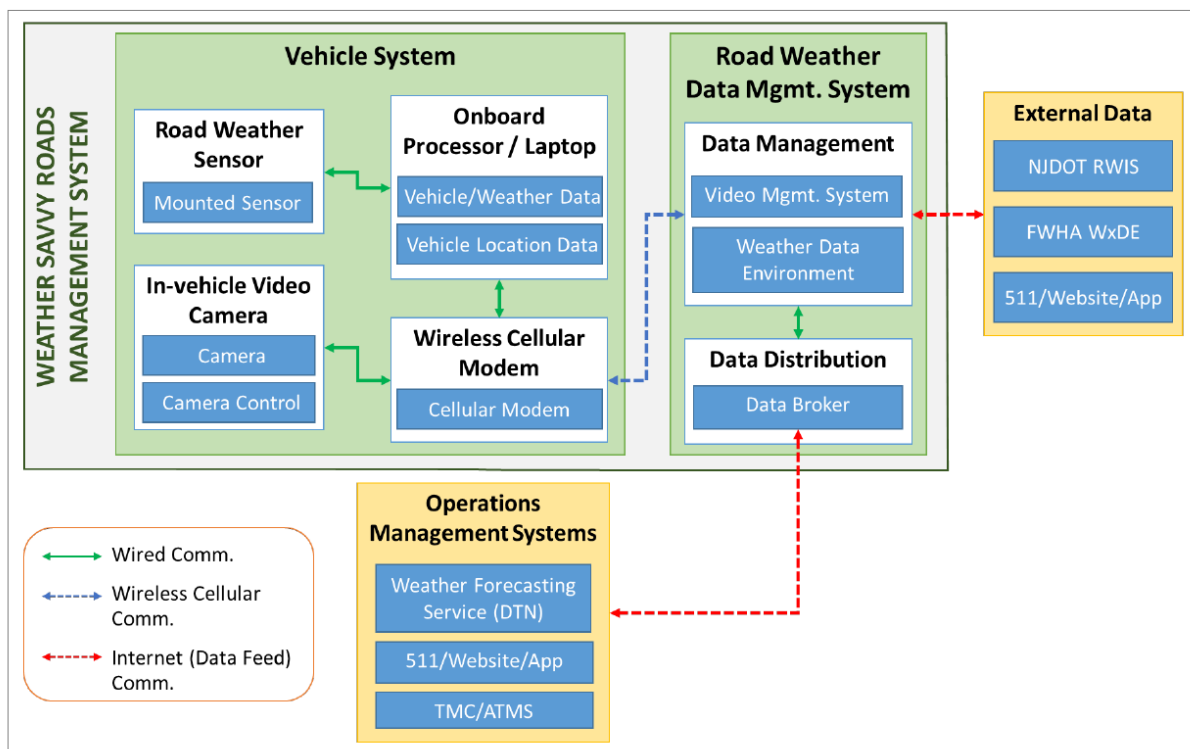 WEATHER SAVVY ROADS
MANAGEMENT SYSTEM
Vehicle System
Road Weather
Sensor
Mounted Sensor
Onboard
Processor / Laptop
Vehicle/Weather Data
Vehicle Location Data
In-vehicle Video
Camera
Camera
Camera Control
Wireless Cellular
Modem
Cellular Modem
Road Weather
Data Mgmt. System
Data Management
Video Mgmt. System
Weather Data
Environment
Data Distribution
Data Broker
External Data
NJDOT RWIS
FWHA WxDE
511/Website/App
Operations
Management Systems
Weather Forecasting
Service (DTN)
511/Website/App
TMC/ATMS
Wired Comm.
Wireless Cellular
Comm.
Internet (Data Feed)
Comm.